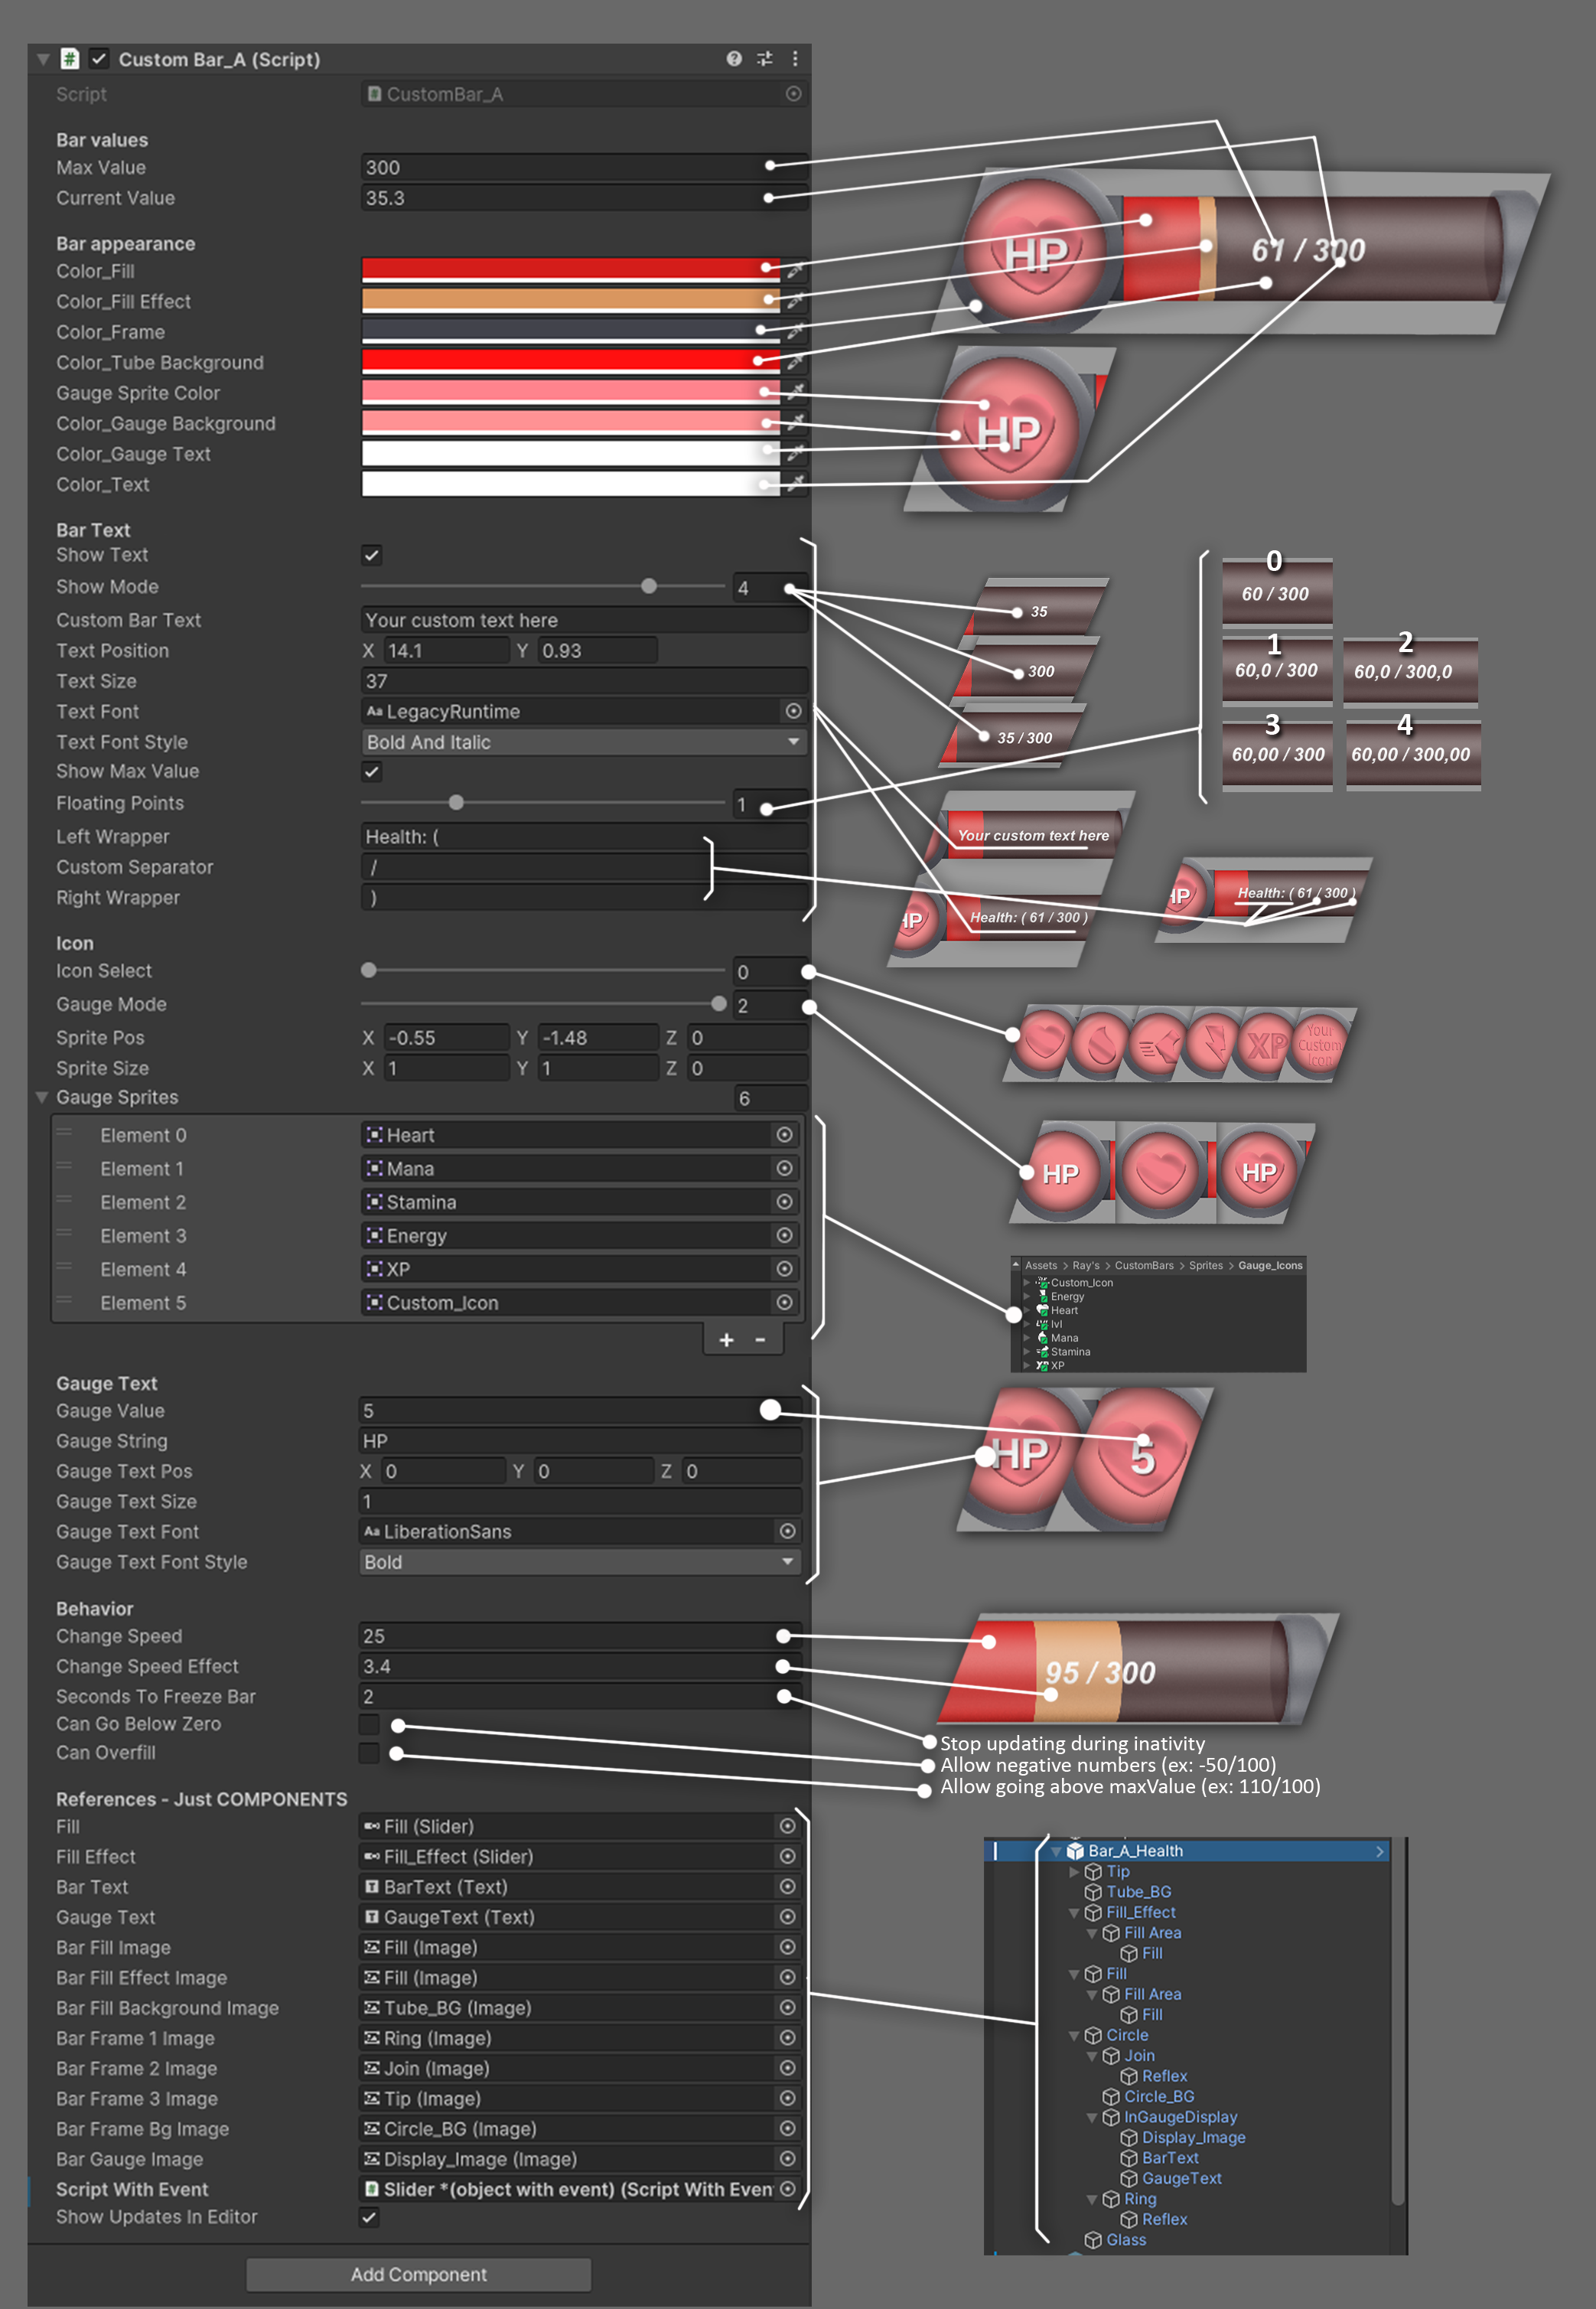 Custom Bar_A (Script)
Script CustomBar_A
Bar values
Max Value 300
Current Value 35.3
Bar appearance
Color_Fill
Color_Fill Effect
Color_Frame
Color_Tube Background
Gauge Sprite Color
Color_Gauge Background
Color_Gauge Text
Color_Text
HP 61 / 300
HP
Bar Text
Show Text
Show Mode 4
Custom Bar Text Your custom text here
Text Position X 14.1 Y 0.93
Text Size 37
Text Font Aa LegacyRuntime
Text Font Style Bold And Italic
Show Max Value
Floating Points 1
Left Wrapper Health: (
Custom Separator /
Right Wrapper )
35
300
35 / 300
0
60 / 300
1 2
60,0 / 300 60,0 / 300,0
3 4
60,00 / 300 60,00 / 300,00
Your custom text here
HP Health: ( 61 / 300 )
HP Health: ( 61 / 300 )
Icon
Icon Select 0
Gauge Mode 2
Sprite Pos X -0.55 Y -1.48 Z 0
Sprite Size X 1 Y 1 Z 0
Gauge Sprites 6
Element 0 Heart
Element 1 Mana
Element 2 Stamina
Element 3 Energy
Element 4 XP
Element 5 Custom_Icon
+ -
XP Your
Custom
Icon
HP HP
Assets > Ray's > CustomBars > Sprites > Gauge_Icons
Custom_Icon
Energy
Heart
lvl
Mana
Stamina
XP XP
Gauge Text
Gauge Value 5
Gauge String HP
Gauge Text Pos X 0 Y 0 Z 0
Gauge Text Size 1
Gauge Text Font Aa LiberationSans
Gauge Text Font Style Bold
HP 5
Behavior
Change Speed 25
Change Speed Effect 3.4
Seconds To Freeze Bar 2
Can Go Below Zero
Can Overfill
95 / 300
Stop updating during inativity
Allow negative numbers (ex: -50/100)
Allow going above maxValue (ex: 110/100)
References - Just COMPONENTS
Fill Fill (Slider)
Fill Effect Fill_Effect (Slider)
Bar Text BarText (Text)
Gauge Text GaugeText (Text)
Bar Fill Image Fill (Image)
Bar Fill Effect Image Fill (Image)
Bar Fill Background Image Tube_BG (Image)
Bar Frame 1 Image Ring (Image)
Bar Frame 2 Image Join (Image)
Bar Frame 3 Image Tip (Image)
Bar Frame Bg Image Circle_BG (Image)
Bar Gauge Image Display_Image (Image)
Script With Event Slider *(object with event) (Script With Even
Show Updates In Editor
Add Component
Bar_A_Health
Tip
Tube_BG
Fill_Effect
Fill Area
Fill
Fill
Fill Area
Fill
Circle
Join
Reflex
Circle_BG
InGaugeDisplay
Display_Image
BarText
GaugeText
Ring
Reflex
Glass